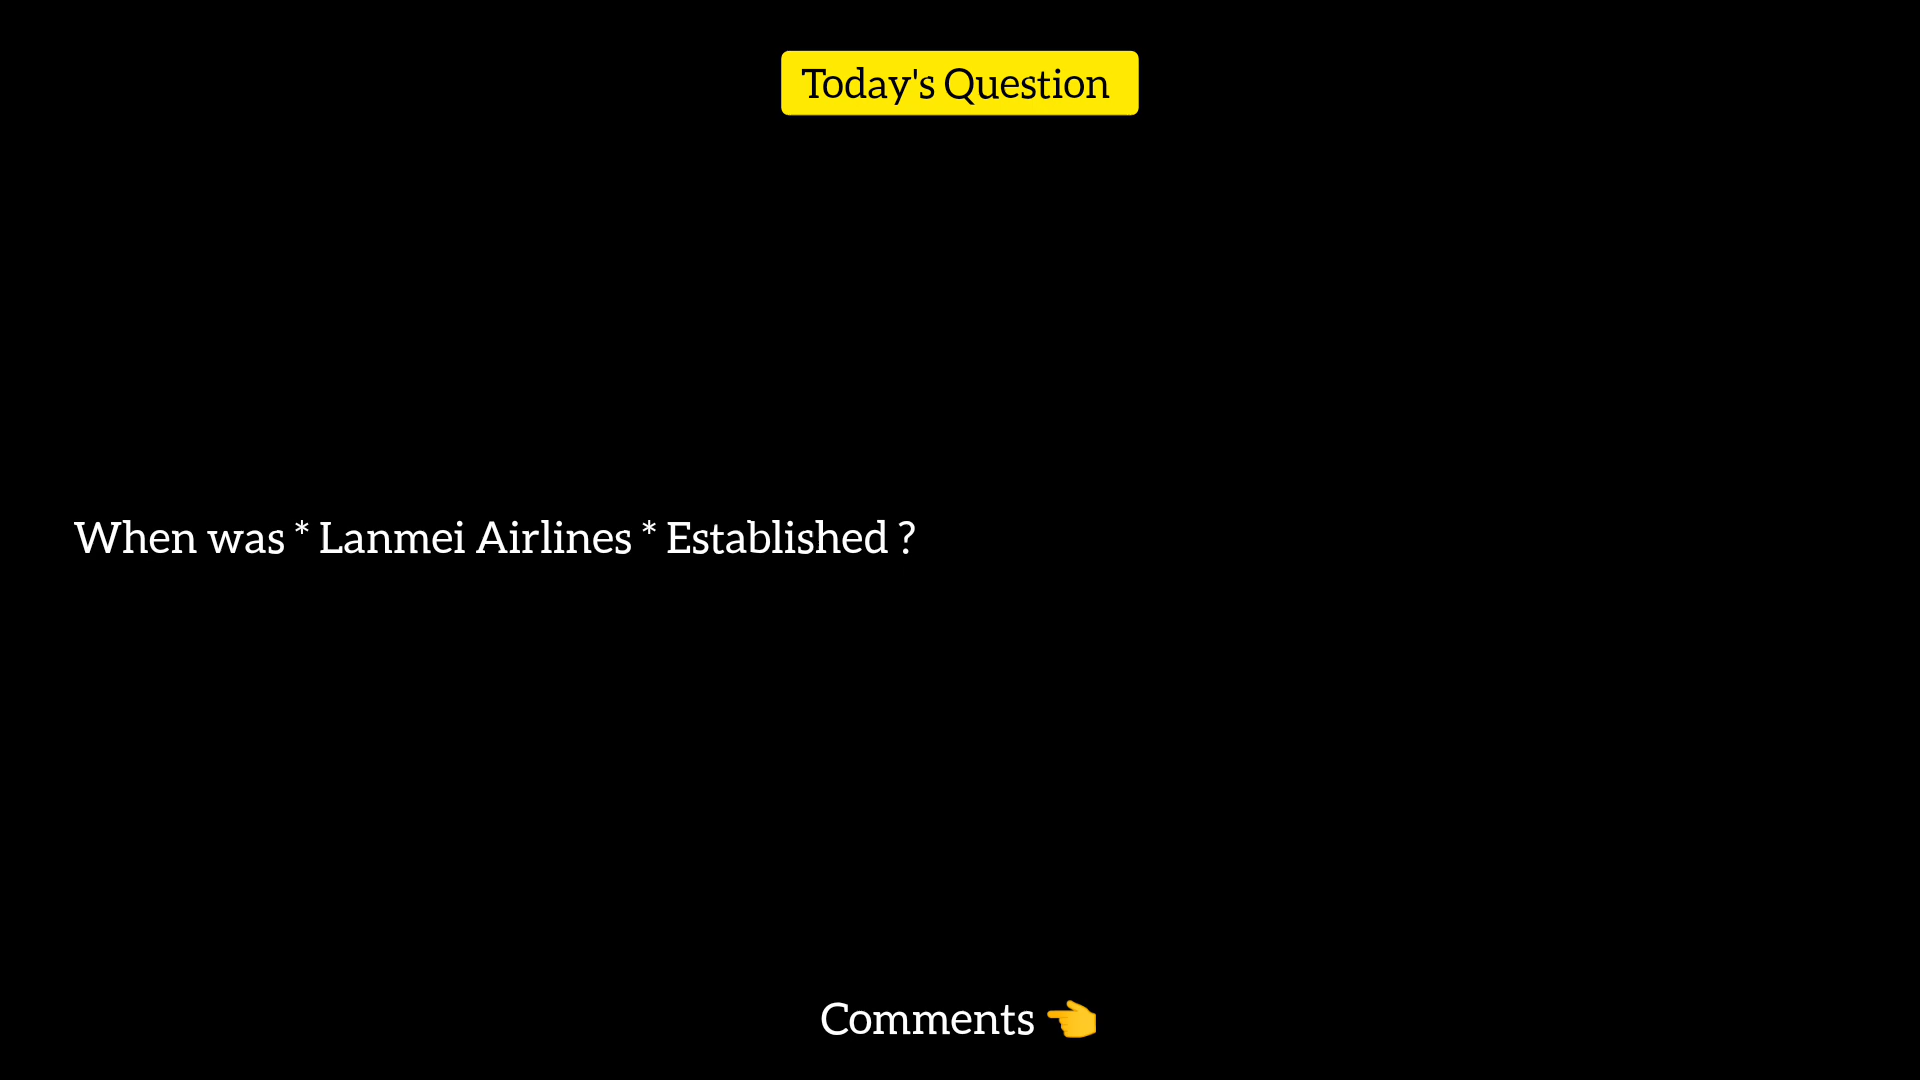 Today's Question
When was * Lanmei Airlines * Established ?
Comments 👈